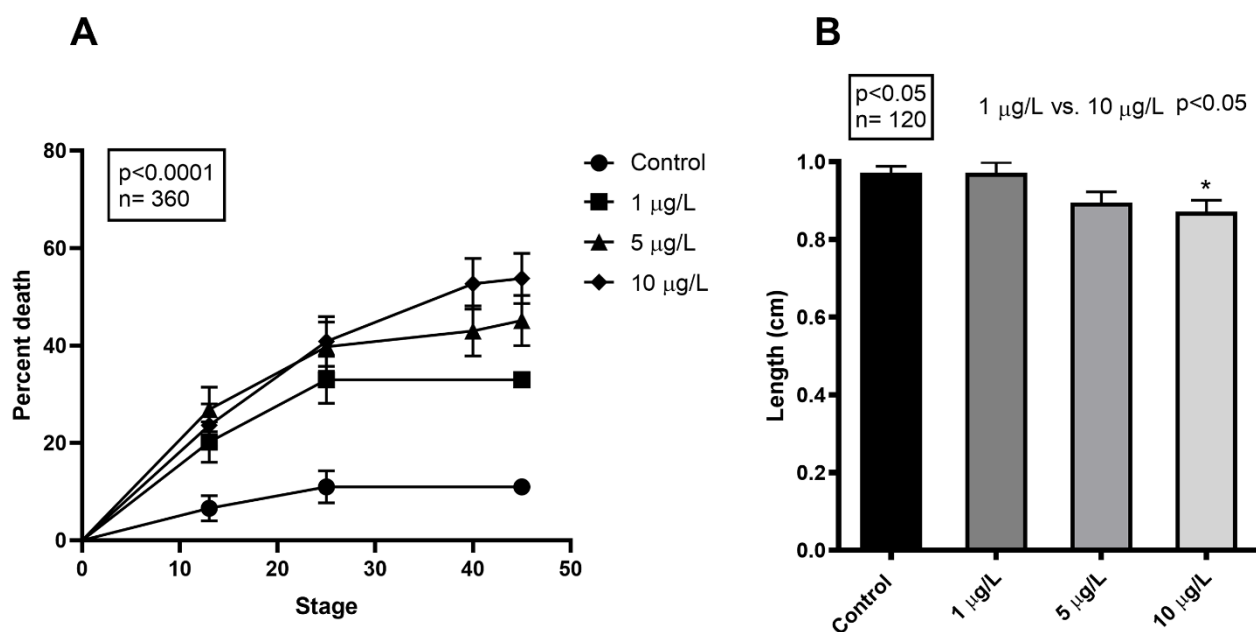 A
p<0.0001
n= 360
80
60
40
20
0
Percent death
0 10 20 30 40 50
Stage
Control
1 µg/L
5 µg/L
10 µg/L
B
p<0.05
n= 120
1 µg/L vs. 10 µg/L p<0.05
1.0
0.8
0.6
0.4
0.2
0.0
Length (cm)
*
Control
1 µg/L
5 µg/L
10 µg/L